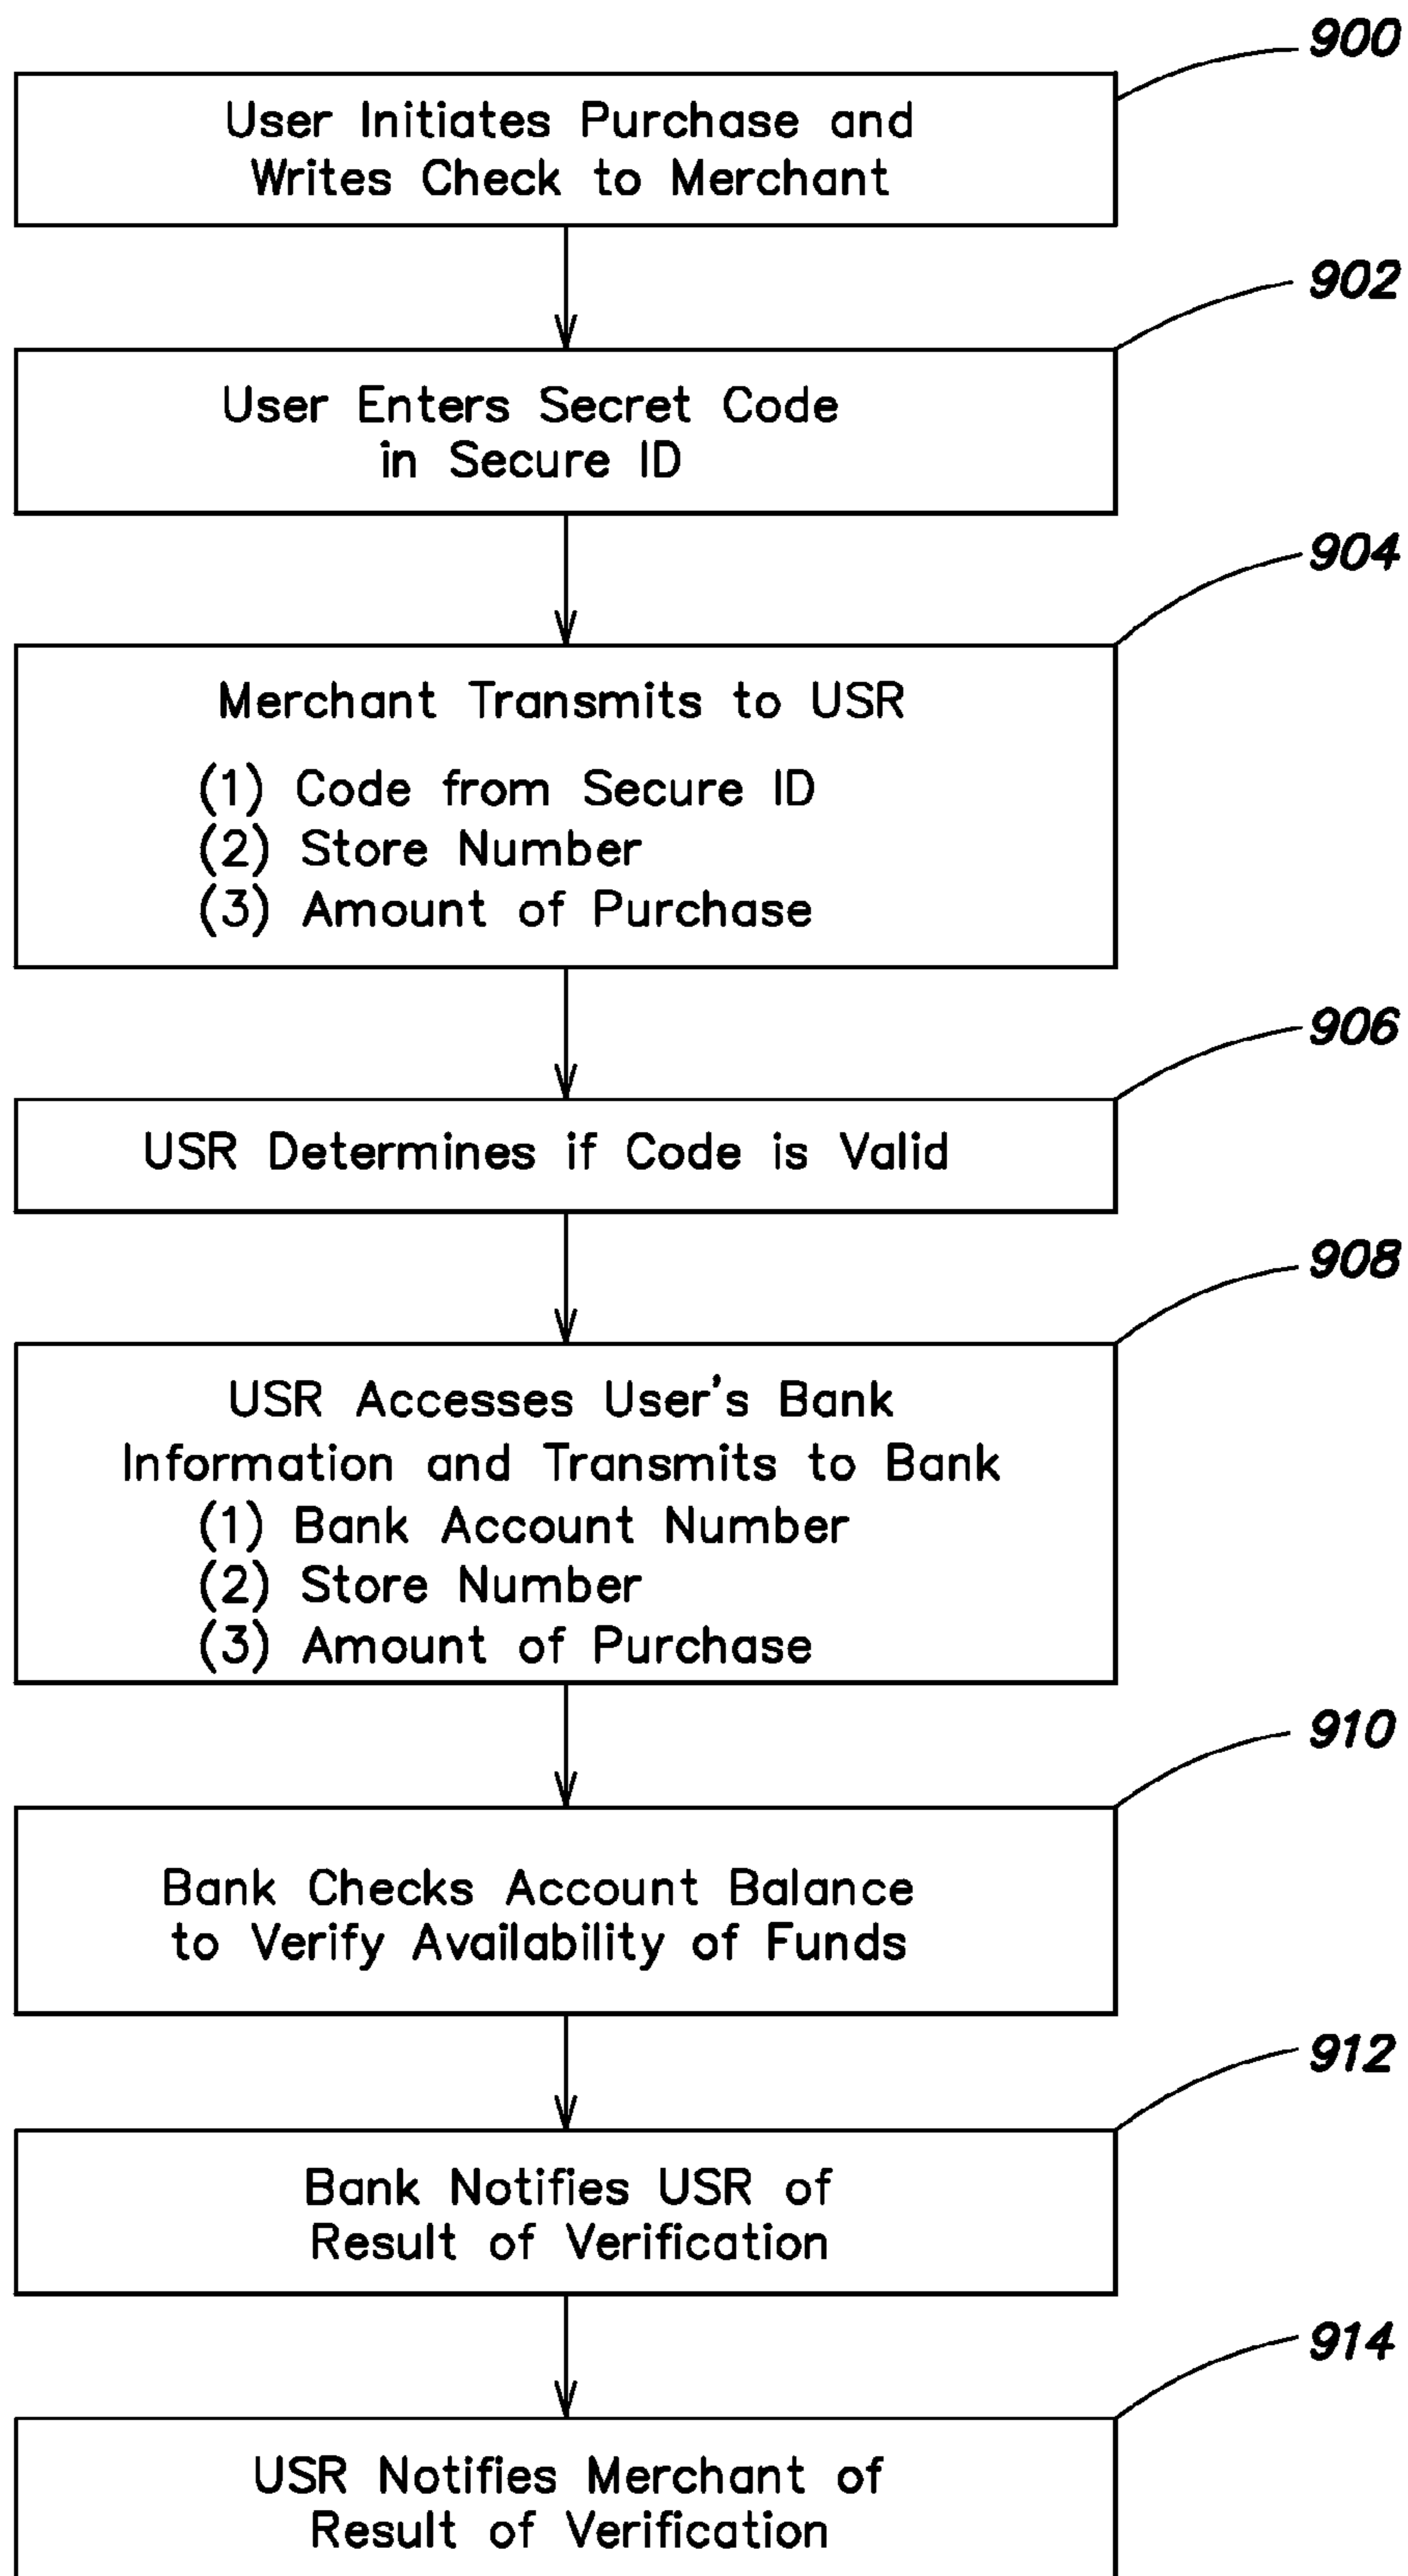 900
User Initiates Purchase and
Writes Check to Merchant
902
User Enters Secret Code
in Secure ID
904
Merchant Transmits to USR
(1) Code from Secure ID
(2) Store Number
(3) Amount of Purchase
906
USR Determines if Code is Valid
908
USR Accesses User's Bank
Information and Transmits to Bank
(1) Bank Account Number
(2) Store Number
(3) Amount of Purchase
910
Bank Checks Account Balance
to Verify Availability of Funds
912
Bank Notifies USR of
Result of Verification
914
USR Notifies Merchant of
Result of Verification